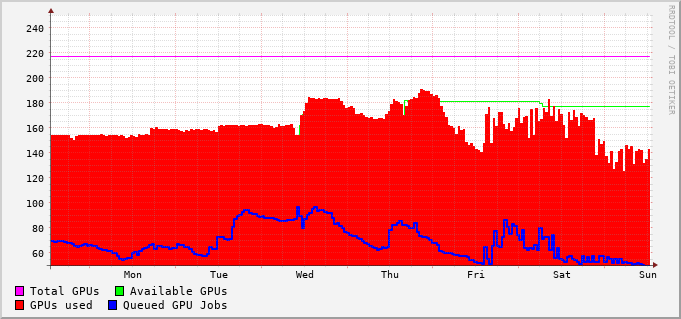 RRDTOOL / TOBI OETIKER
240
220
200
180
160
140
120
100
80
60
Mon Tue Wed Thu Fri Sat Sun
Total GPUs Available GPUs
GPUs used Queued GPU Jobs